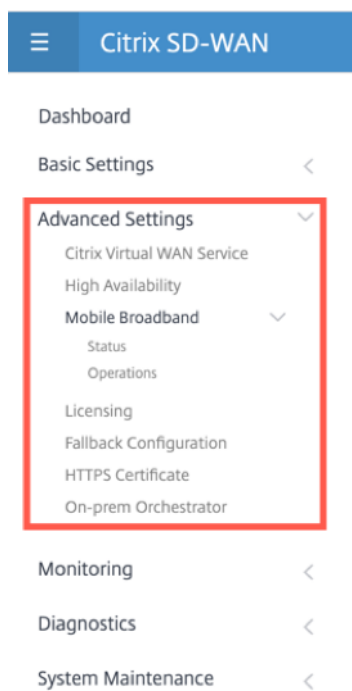 Citrix SD-WAN
Dashboard
Basic Settings
Advanced Settings
Citrix Virtual WAN Service
High Availability
Mobile Broadband
Status
Operations
Licensing
Fallback Configuration
HTTPS Certificate
On-prem Orchestrator
Monitoring
Diagnostics
System Maintenance